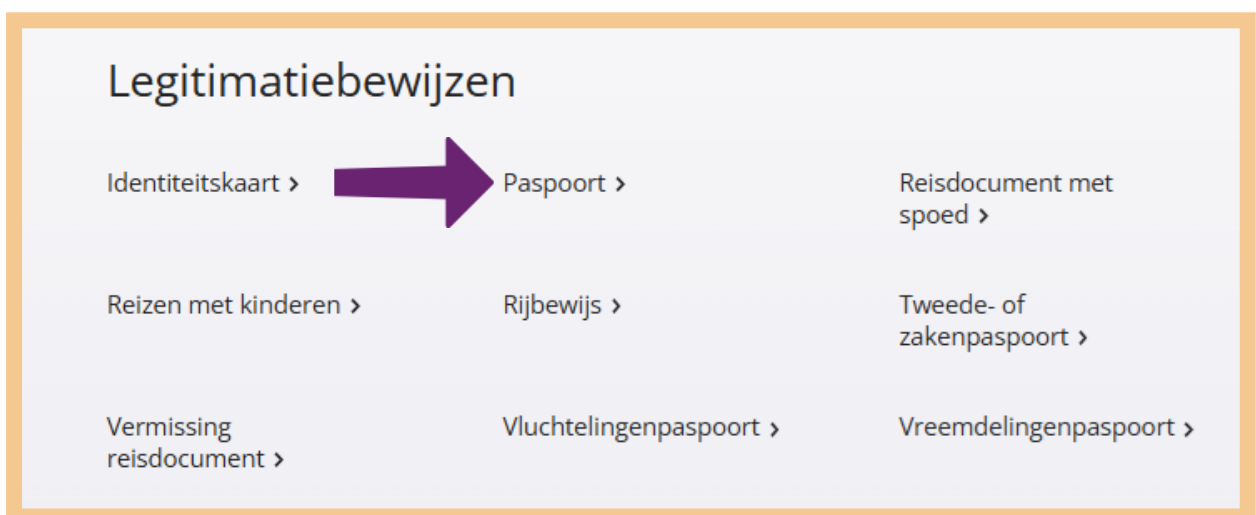 Legitimatiebewijzen
Identiteitskaart >
Paspoort >
Reisdocument met
spoed >
Reizen met kinderen >
Rijbewijs >
Tweede- of
zakenpaspoort >
Vermissing
reisdocument >
Vluchtelingenpaspoort >
Vreemdelingenpaspoort >